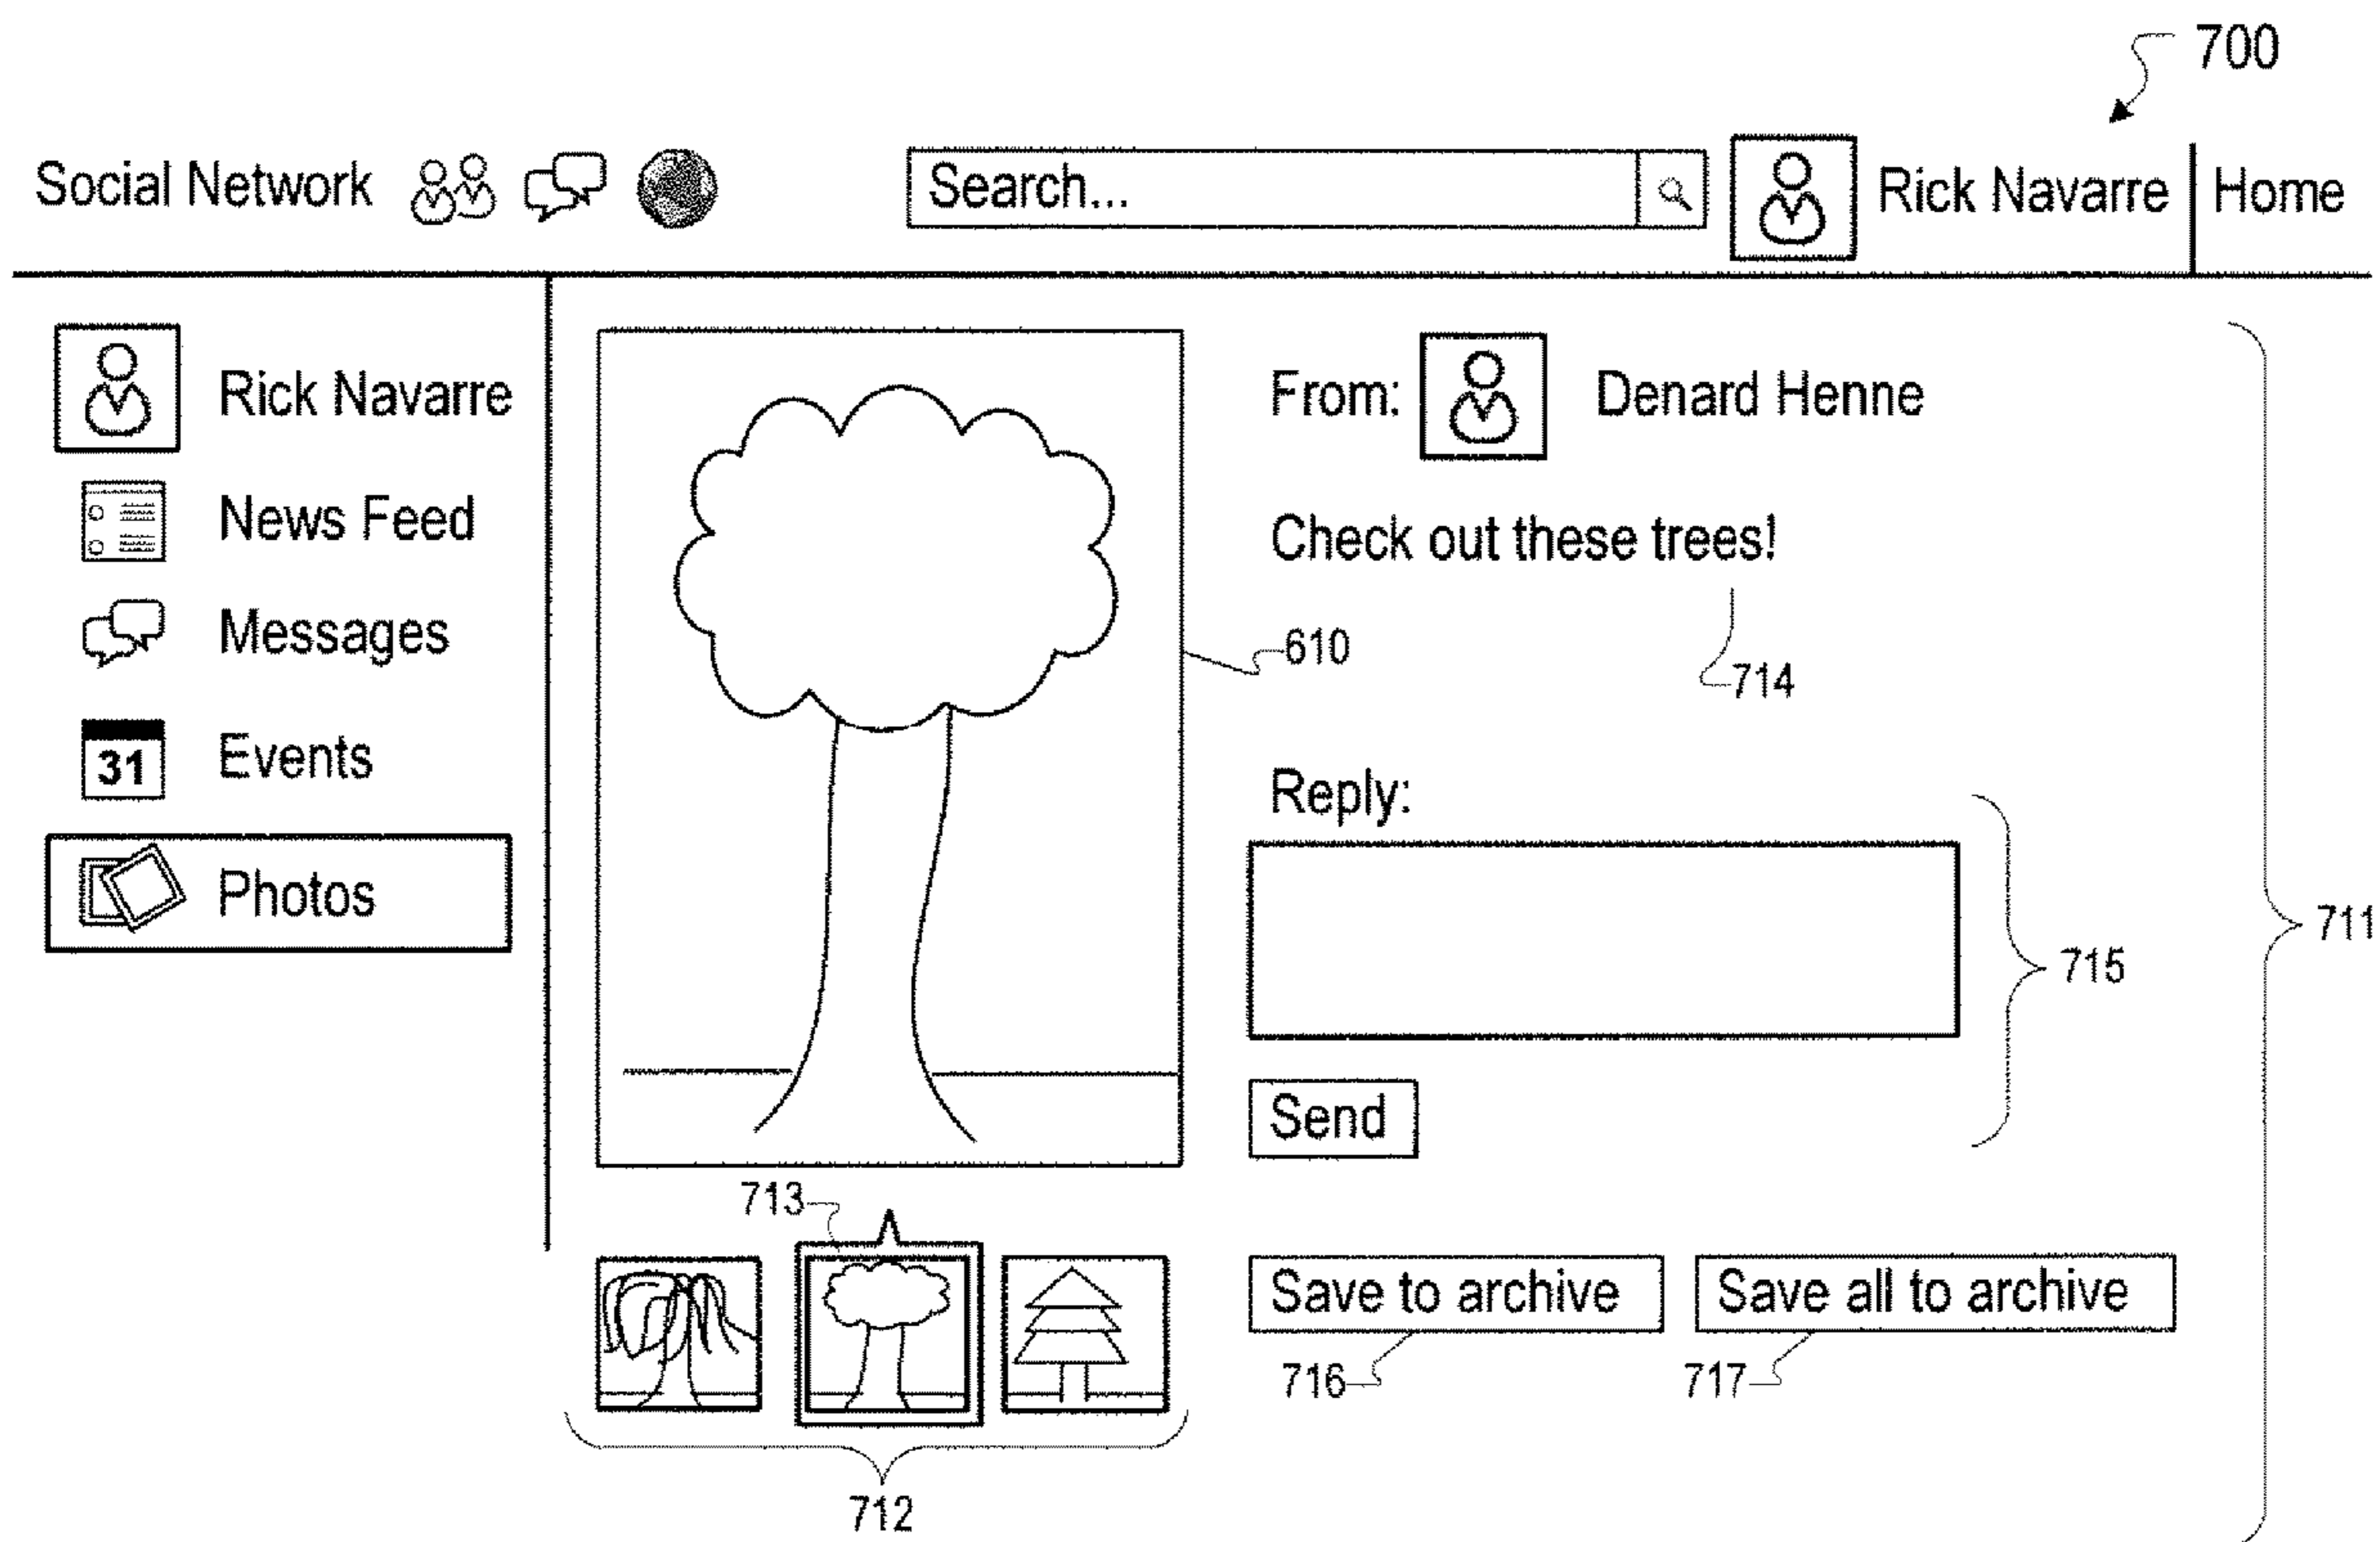 700
Social Network
Search...
Rick Navarre
Home
Rick Navarre
News Feed
Messages
31
Events
Photos
From:
Denard Henne
Check out these trees!
610
714
Reply:
715
711
Send
713
Save to archive
Save all to archive
716
717
712